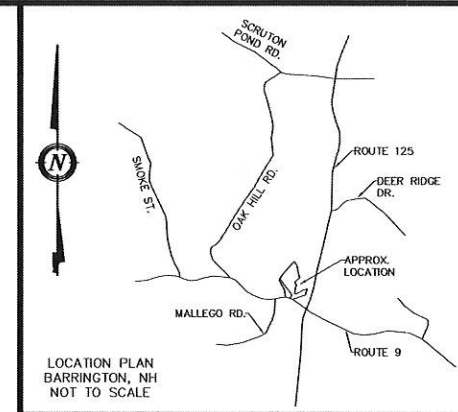 SCRUTON
POND RD.
N
SMOKE ST.
OAK HILL RD.
ROUTE 125
DEER RIDGE
DR.
APPROX.
LOCATION
MALLEGO RD.
ROUTE 9
LOCATION PLAN
BARRINGTON, NH
NOT TO SCALE